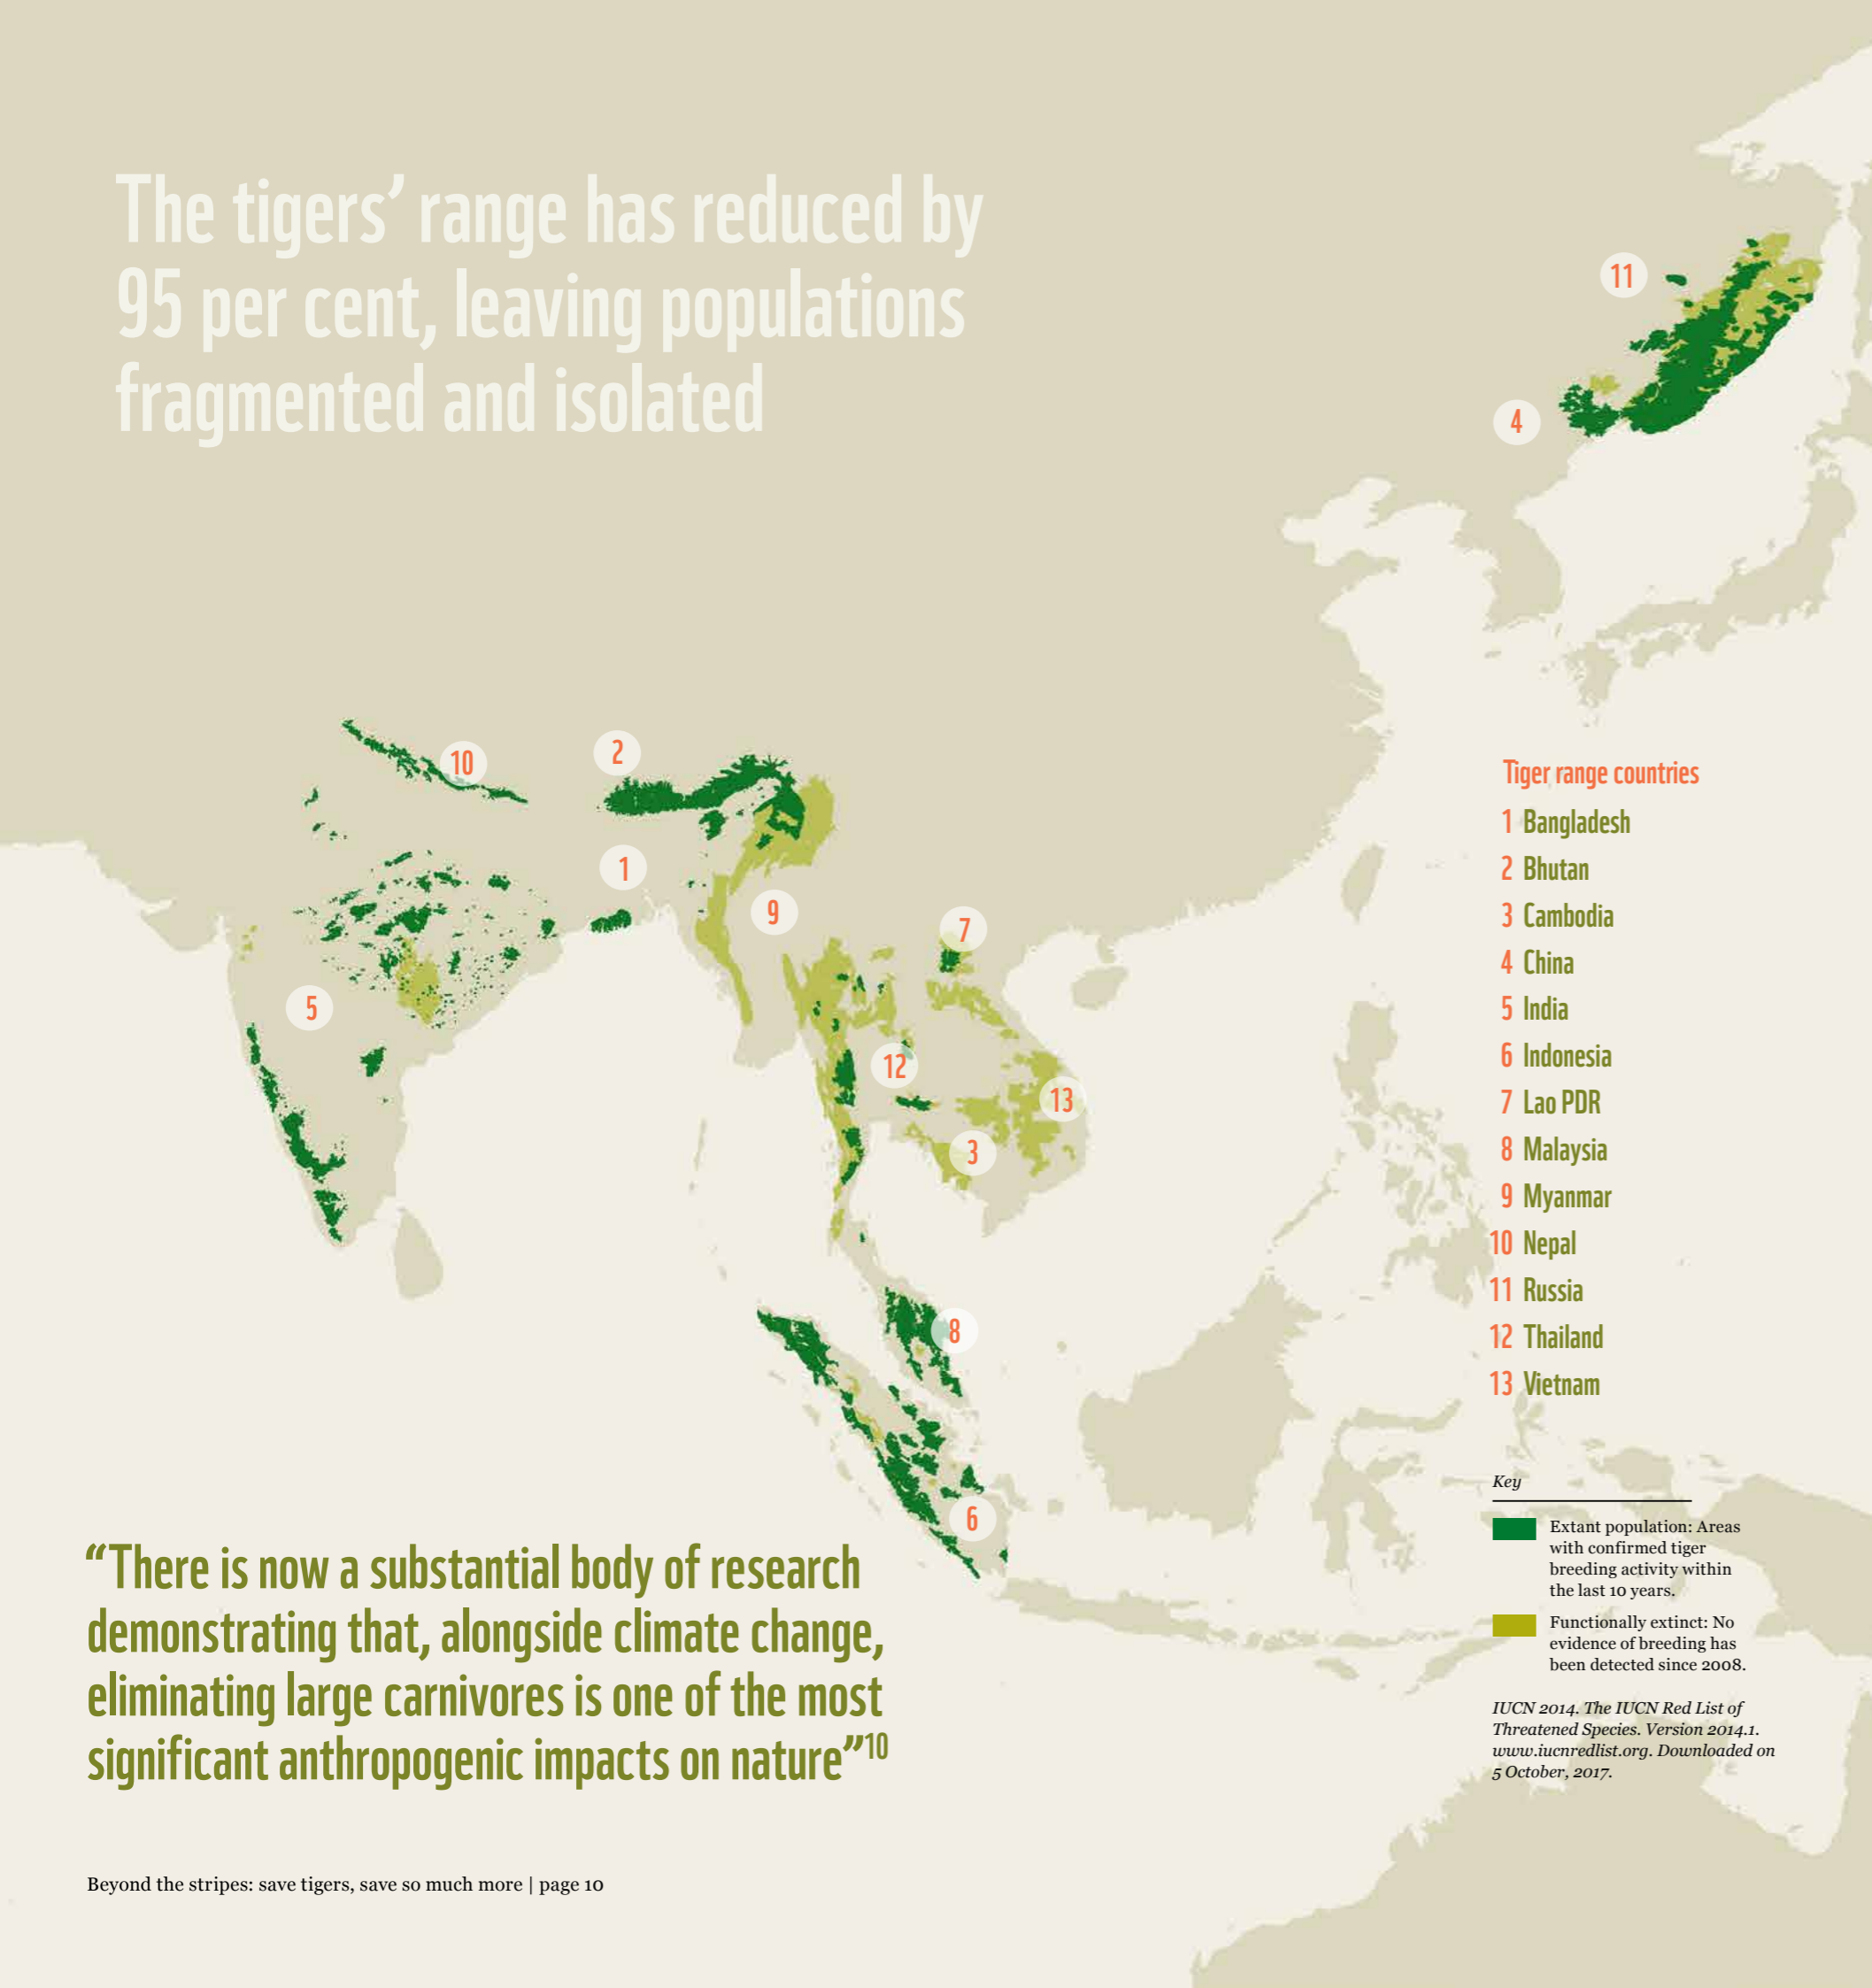 The tigers’ range has reduced by
95 per cent, leaving populations
fragmented and isolated
11
4
10
2
1
9
7
5
12
13
3
8
6
Tiger range countries
1 Bangladesh
2 Bhutan
3 Cambodia
4 China
5 India
6 Indonesia
7 Lao PDR
8 Malaysia
9 Myanmar
10 Nepal
11 Russia
12 Thailand
13 Vietnam
Key
Extant population: Areas
with confirmed tiger
breeding activity within
the last 10 years.
Functionally extinct: No
evidence of breeding has
been detected since 2008.
IUCN 2014. The IUCN Red List of
Threatened Species. Version 2014.1.
www.iucnredlist.org. Downloaded on
5 October, 2017.
“There is now a substantial body of research
demonstrating that, alongside climate change,
eliminating large carnivores is one of the most
significant anthropogenic impacts on nature”10
Beyond the stripes: save tigers, save so much more | page 10